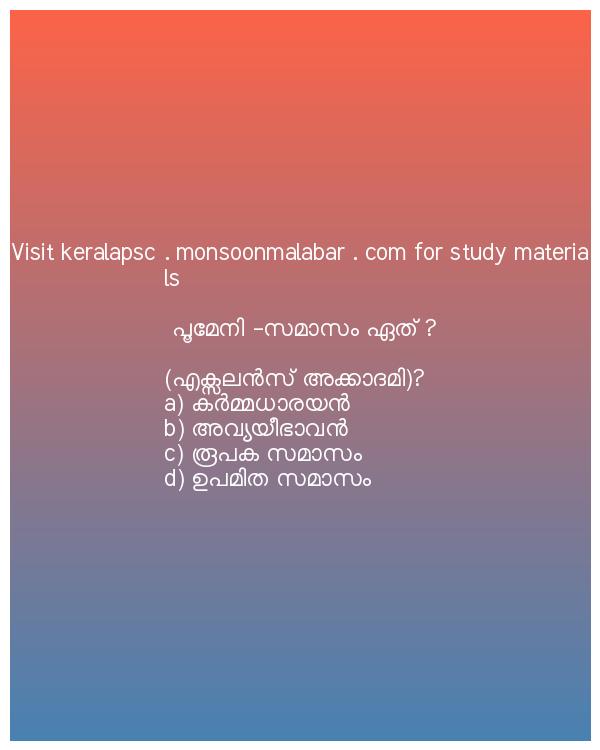 Visit keralapsc . monsoonmalabar . com for study materia
ls
പൂമേനി -സമാസം ഏത് ?
(എക്സലൻസ് അക്കാദമി)?
a) കർമ്മധാരയൻ
b) അവ്യയീഭാവൻ
c) രൂപക സമാസം
d) ഉപമിത സമാസം